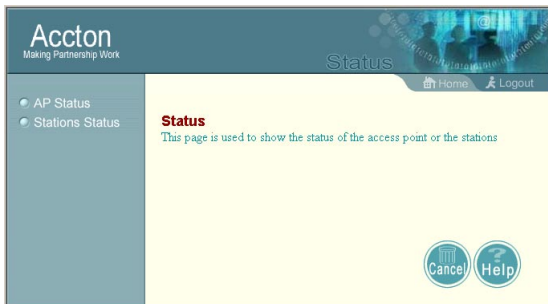 Accton
Making Partnership Work
Status
Home Logout
AP Status
Stations Status
Status
This page is used to show the status of the access point or the stations
Cancel Help